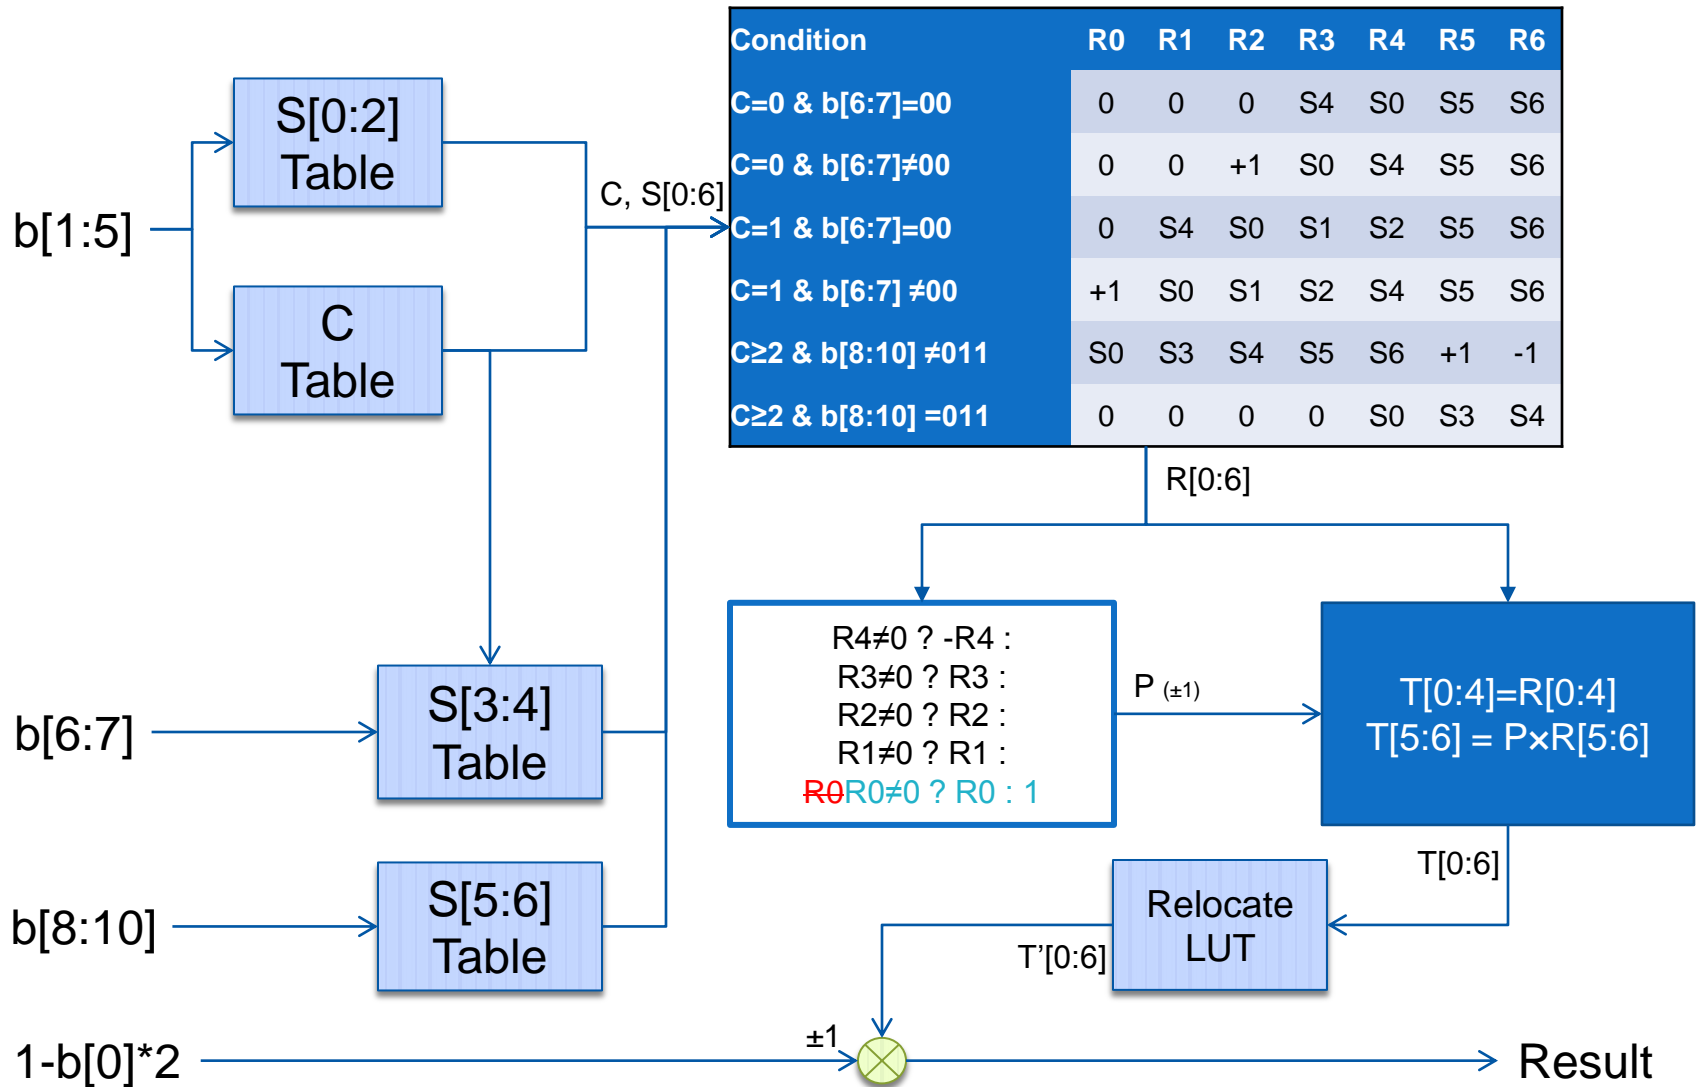 b[1:5]
S[0:2]
Table
C
Table
C, S[0:6]
Condition R0 R1 R2 R3 R4 R5 R6
C=0 & b[6:7]=00 0 0 0 S4 S0 S5 S6
C=0 & b[6:7]≠00 0 0 +1 S0 S4 S5 S6
C=1 & b[6:7]=00 0 S4 S0 S1 S2 S5 S6
C=1 & b[6:7] ≠00 +1 S0 S1 S2 S4 S5 S6
C≥2 & b[8:10] ≠011 S0 S3 S4 S5 S6 +1 -1
C≥2 & b[8:10] =011 0 0 0 0 S0 S3 S4
R[0:6]
b[6:7]
S[3:4]
Table
R4≠0 ? -R4 :
R3≠0 ? R3 :
R2≠0 ? R2 :
R1≠0 ? R1 :
R0R0≠0 ? R0 : 1
P (±1)
T[0:4]=R[0:4]
T[5:6] = P×R[5:6]
T[0:6]
b[8:10]
S[5:6]
Table
Relocate
LUT
T’[0:6]
1-b[0]*2
±1
Result